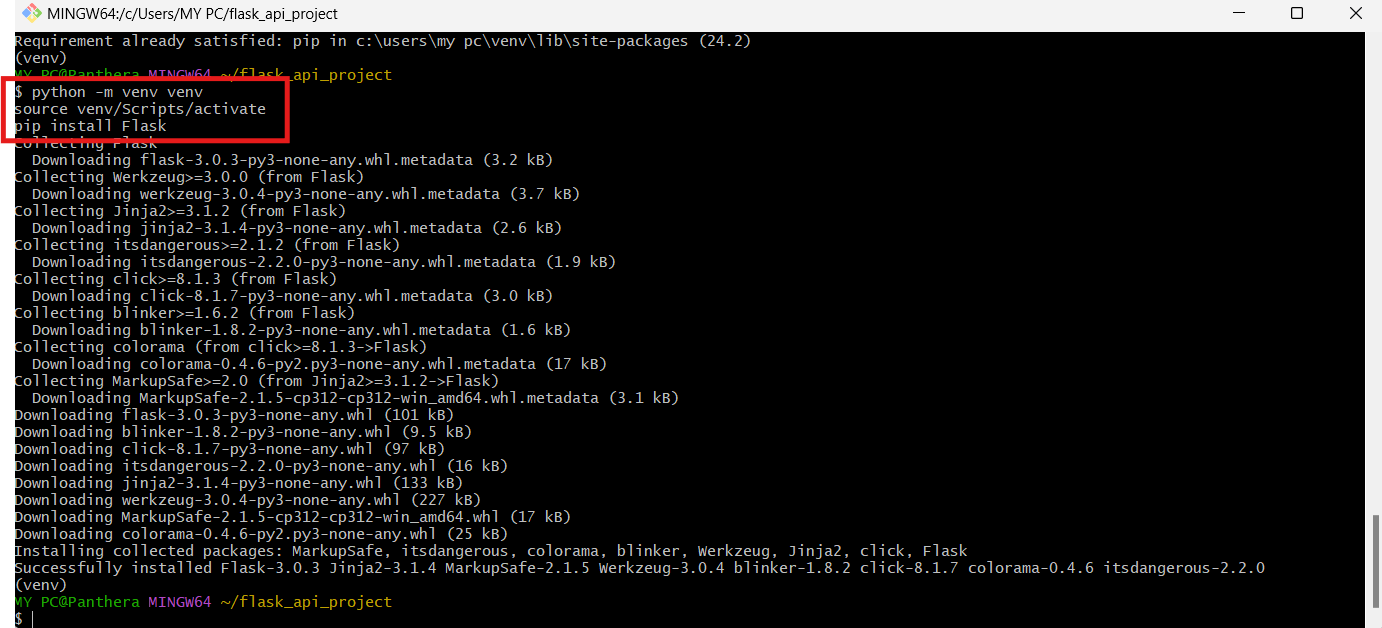 MINGW64:/c/Users/MY PC/flask_api_project
Requirement already satisfied: pip in c:\users\my pc\venv\lib\site-packages (24.2)
(venv)
MY PC@Panthera MINGW64 ~/flask_api_project
$ python -m venv venv
source venv/Scripts/activate
pip install Flask
Collecting Flask
  Downloading flask-3.0.3-py3-none-any.whl.metadata (3.2 kB)
Collecting Werkzeug>=3.0.0 (from Flask)
  Downloading werkzeug-3.0.4-py3-none-any.whl.metadata (3.7 kB)
Collecting Jinja2>=3.1.2 (from Flask)
  Downloading jinja2-3.1.4-py3-none-any.whl.metadata (2.6 kB)
Collecting itsdangerous>=2.1.2 (from Flask)
  Downloading itsdangerous-2.2.0-py3-none-any.whl.metadata (1.9 kB)
Collecting click>=8.1.3 (from Flask)
  Downloading click-8.1.7-py3-none-any.whl.metadata (3.0 kB)
Collecting blinker>=1.6.2 (from Flask)
  Downloading blinker-1.8.2-py3-none-any.whl.metadata (1.6 kB)
Collecting colorama (from click>=8.1.3->Flask)
  Downloading colorama-0.4.6-py2.py3-none-any.whl.metadata (17 kB)
Collecting MarkupSafe>=2.0 (from Jinja2>=3.1.2->Flask)
  Downloading MarkupSafe-2.1.5-cp312-cp312-win_amd64.whl.metadata (3.1 kB)
Downloading flask-3.0.3-py3-none-any.whl (101 kB)
Downloading blinker-1.8.2-py3-none-any.whl (9.5 kB)
Downloading click-8.1.7-py3-none-any.whl (97 kB)
Downloading itsdangerous-2.2.0-py3-none-any.whl (16 kB)
Downloading jinja2-3.1.4-py3-none-any.whl (133 kB)
Downloading werkzeug-3.0.4-py3-none-any.whl (227 kB)
Downloading MarkupSafe-2.1.5-cp312-cp312-win_amd64.whl (17 kB)
Downloading colorama-0.4.6-py2.py3-none-any.whl (25 kB)
Installing collected packages: MarkupSafe, itsdangerous, colorama, blinker, Werkzeug, Jinja2, click, Flask
Successfully installed Flask-3.0.3 Jinja2-3.1.4 MarkupSafe-2.1.5 Werkzeug-3.0.4 blinker-1.8.2 click-8.1.7 colorama-0.4.6 itsdangerous-2.2.0
(venv)
MY PC@Panthera MINGW64 ~/flask_api_project
$